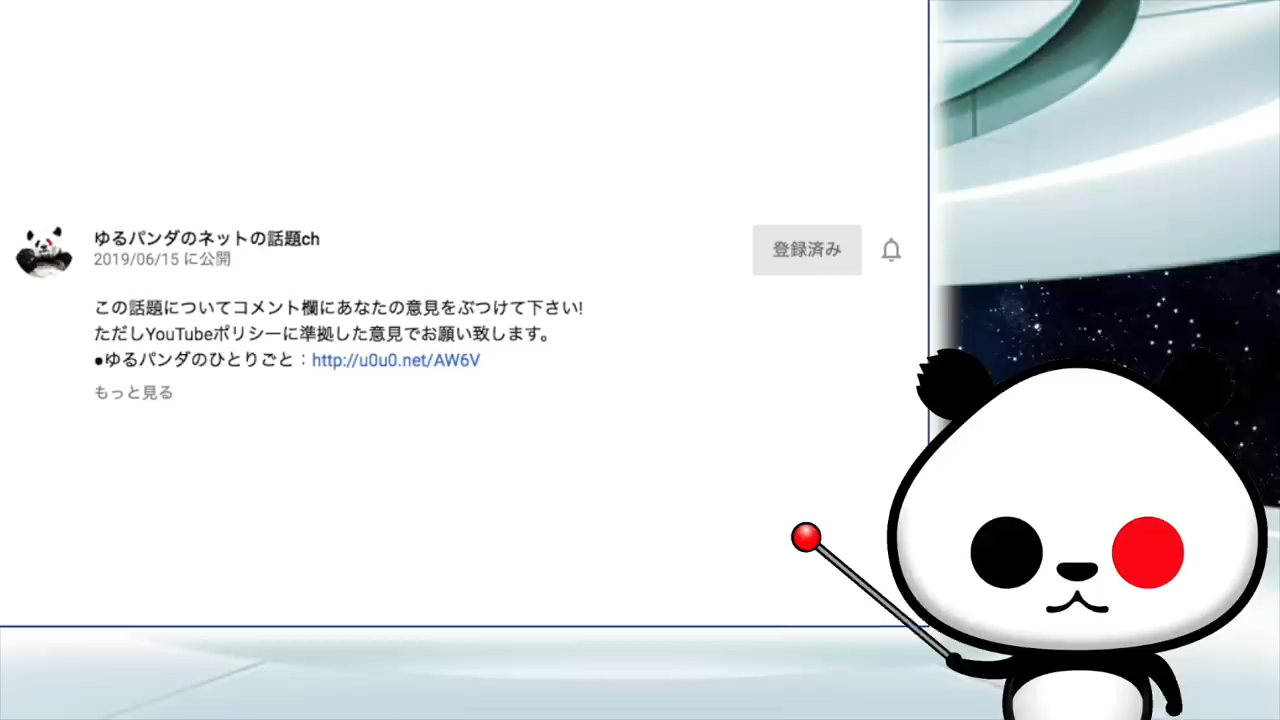 ゆるパンダのネットの話題ch
2019/06/15 に公開
登録済み
この話題についてコメント欄にあなたの意見をぶつけて下さい!
ただしYouTubeポリシーに準拠した意見でお願い致します。
●ゆるパンダのひとりごと：http://u0u0.net/AW6V
もっと見る